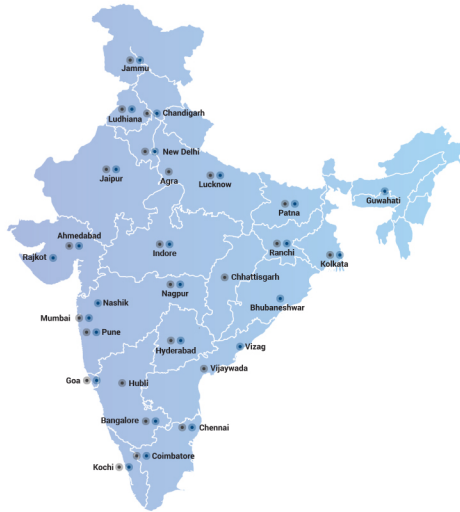 Jammu
Ludhiana
Chandigarh
New Delhi
Jaipur
Agra
Lucknow
Guwahati
Patna
Ahmedabad
Rajkot
Indore
Ranchi
Kolkata
Chhattisgarh
Nagpur
Nashik
Bhubaneshwar
Mumbai
Pune
Hyderabad
Vizag
Vijaywada
Goa
Hubli
Bangalore
Chennai
Coimbatore
Kochi